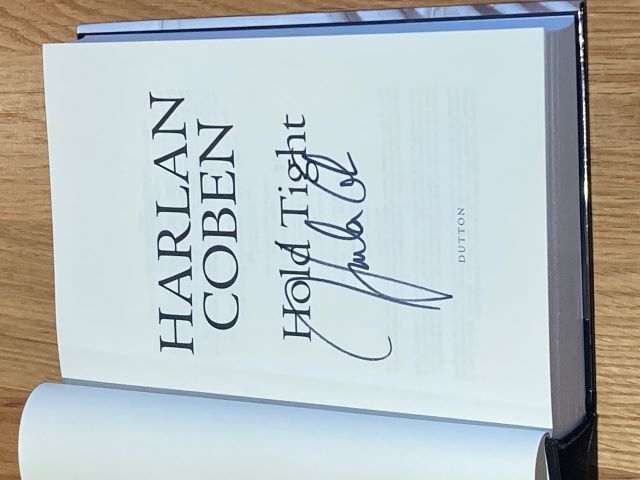 HARLAN
COBEN
Hold Tight
DUTTON